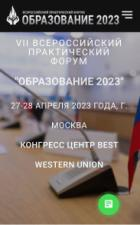 ВСЕРОССИЙСКИЙ ПРАКТИЧЕСКИЙ ФОРУМ
ОБРАЗОВАНИЕ 2023
VII ВСЕРОССИЙСКИЙ
ПРАКТИЧЕСКИЙ
ФОРУМ
"ОБРАЗОВАНИЕ 2023"
27-28 АПРЕЛЯ 2023 ГОДА, Г.
МОСКВА
КОНГРЕСС ЦЕНТР BEST
WESTERN UNION